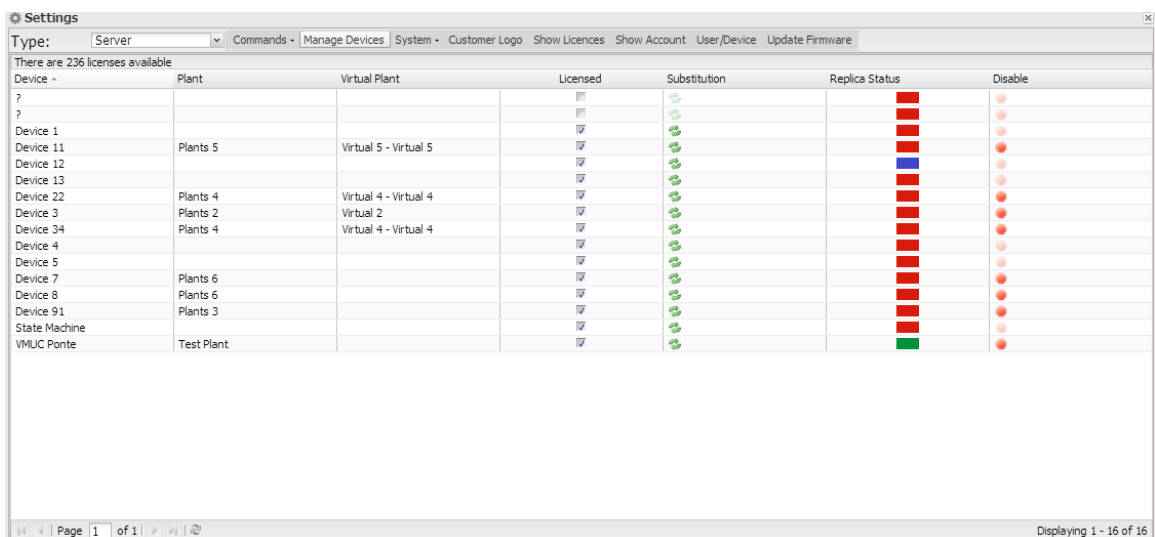 Settings
Type: Server Commands Manage Devices System Customer Logo Show Licences Show Account User/Device Update Firmware
There are 236 licenses available
Device Plant Virtual Plant Licensed Substitution Replica Status Disable
?
?
Device 1
Device 11 Plants 5 Virtual 5 - Virtual 5
Device 12
Device 13
Device 22 Plants 4 Virtual 4 - Virtual 4
Device 3 Plants 2 Virtual 2
Device 34 Plants 4 Virtual 4 - Virtual 4
Device 4
Device 5
Device 7 Plants 6
Device 8 Plants 6
Device 91 Plants 3
State Machine
VMUC Ponte Test Plant
Page 1 of 1 Displaying 1 - 16 of 16